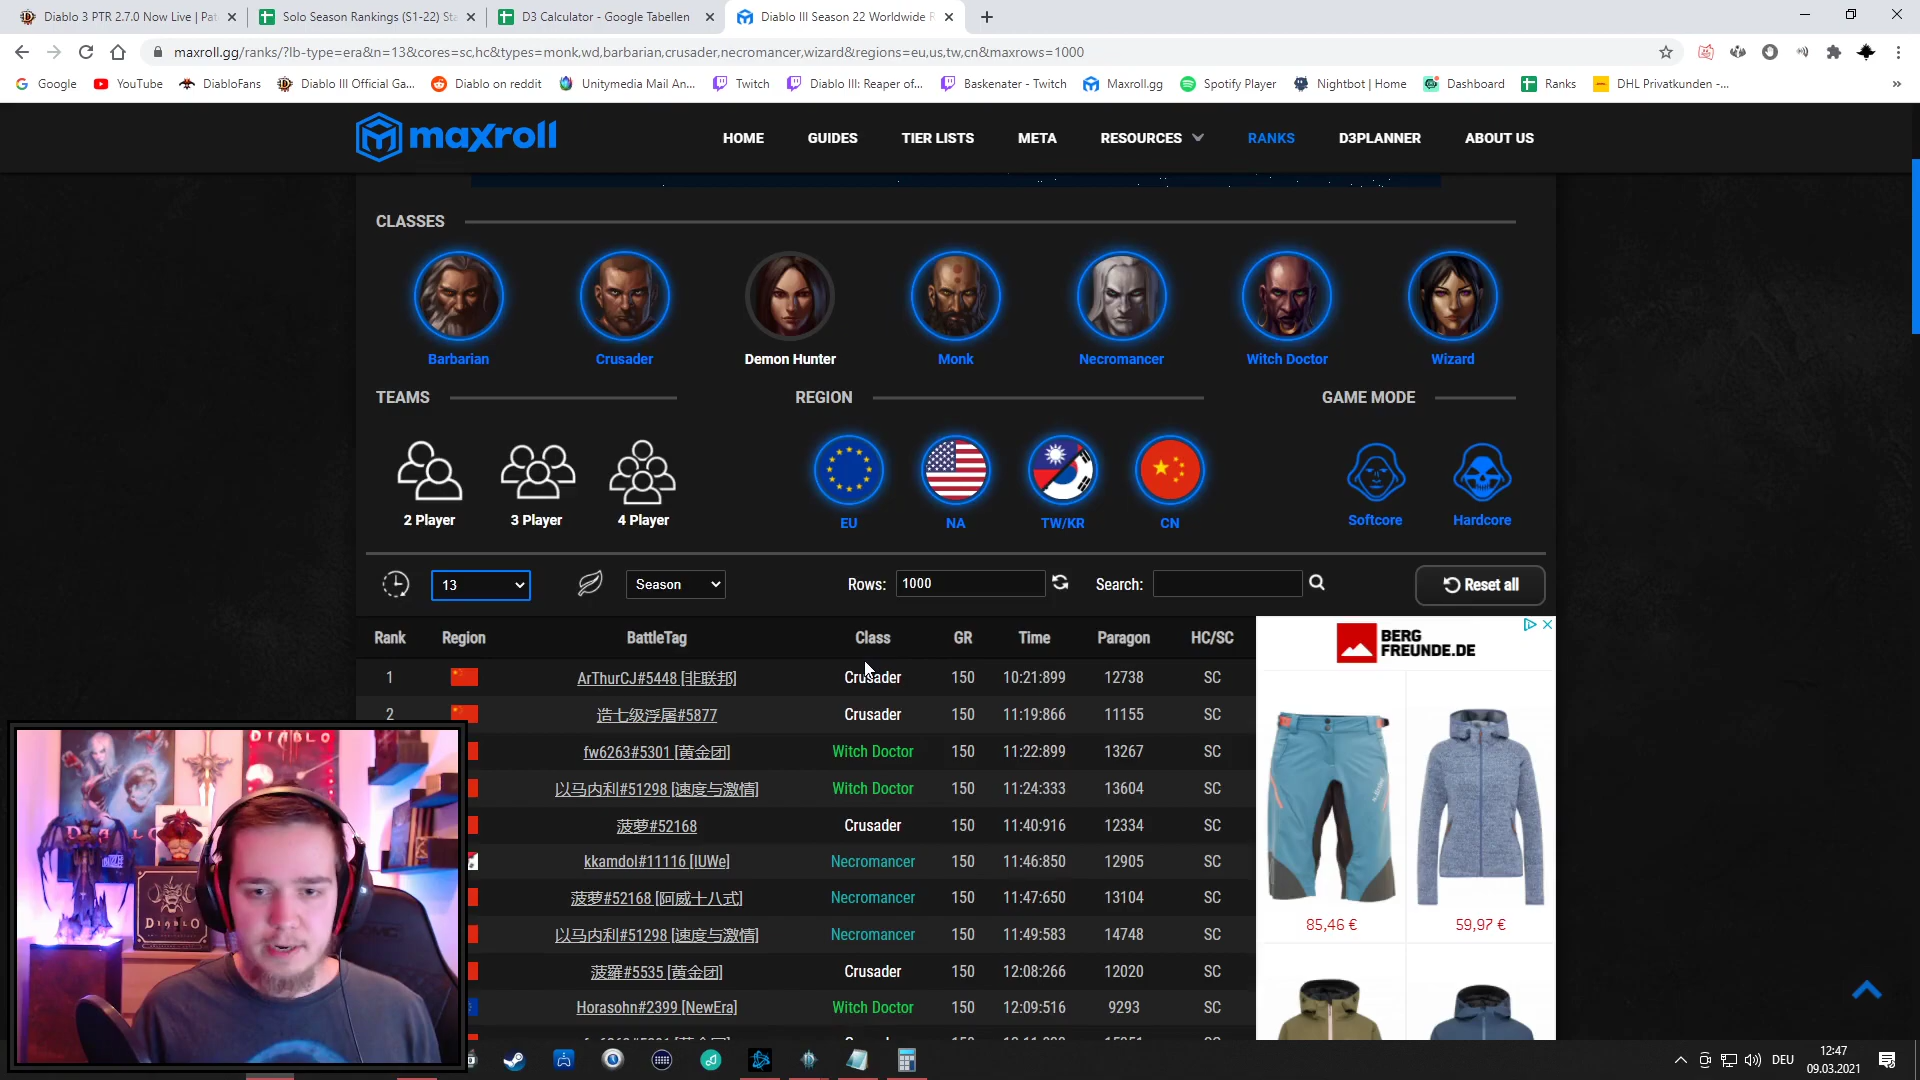 Diablo 3 PTR 2.7.0 Now Live | Pat
Solo Season Rankings (S1-22) Sta
D3 Calculator - Google Tabellen
Diablo III Season 22 Worldwide R
maxroll.gg/ranks/?lb-type=era&n=13&cores=sc,hc&types=monk,wd,barbarian,crusader,necromancer,wizard&regions=eu,us,tw,cn&maxrows=1000
Google YouTube DiabloFans Diablo III Official Ga... Diablo on reddit Unitymedia Mail An... Twitch Diablo III: Reaper of... Baskenater - Twitch Maxroll.gg Spotify Player Nightbot | Home Dashboard Ranks DHL Privatkunden -... »
maxroll
HOME GUIDES TIER LISTS META RESOURCES RANKS D3PLANNER ABOUT US
CLASSES
Barbarian Crusader Demon Hunter Monk Necromancer Witch Doctor Wizard
TEAMS REGION GAME MODE
2 Player 3 Player 4 Player EU NA TW/KR CN Softcore Hardcore
13 Season Rows: 1000 Search: Reset all
Rank Region BattleTag Class GR Time Paragon HC/SC
1 ArThurCJ#5448 [非联邦] Crusader 150 10:21:899 12738 SC
2 造七级浮屠#5877 Crusader 150 11:19:866 11155 SC
fw6263#5301 [黄金团] Witch Doctor 150 11:22:899 13267 SC
以马内利#51298 [速度与激情] Witch Doctor 150 11:24:333 13604 SC
菠萝#52168 Crusader 150 11:40:916 12334 SC
kkamdol#11116 [IUWe] Necromancer 150 11:46:850 12905 SC
菠萝#52168 [阿威十八式] Necromancer 150 11:47:650 13104 SC
以马内利#51298 [速度与激情] Necromancer 150 11:49:583 14748 SC
菠羅#5535 [黄金团] Crusader 150 12:08:266 12020 SC
Horasohn#2399 [NewEra] Witch Doctor 150 12:09:516 9293 SC
BERG
FREUNDE.DE
85,46 € 59,97 €
DIABLO
DEU
12:47
09.03.2021